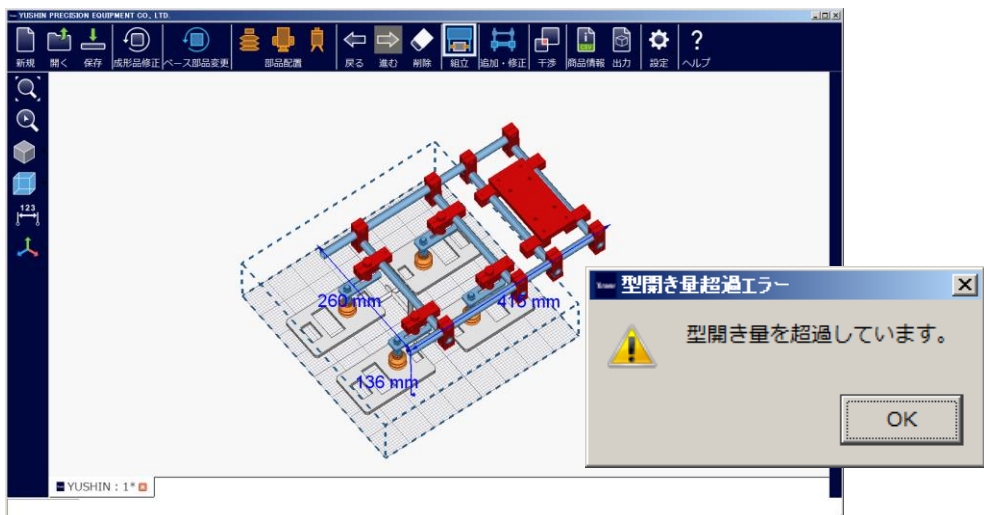 YUSHIN PRECISION EQUIPMENT CO., LTD.
新規 開く 保存 成形品修正 ベース部品変更 部品配置 戻る 進む 削除 組立 追加・修正 干渉 商品情報 出力 設定 ヘルプ
?
123
型開き量超過エラー
型開き量を超過しています。
OK
260 mm
415 mm
136 mm
YUSHIN : 1*